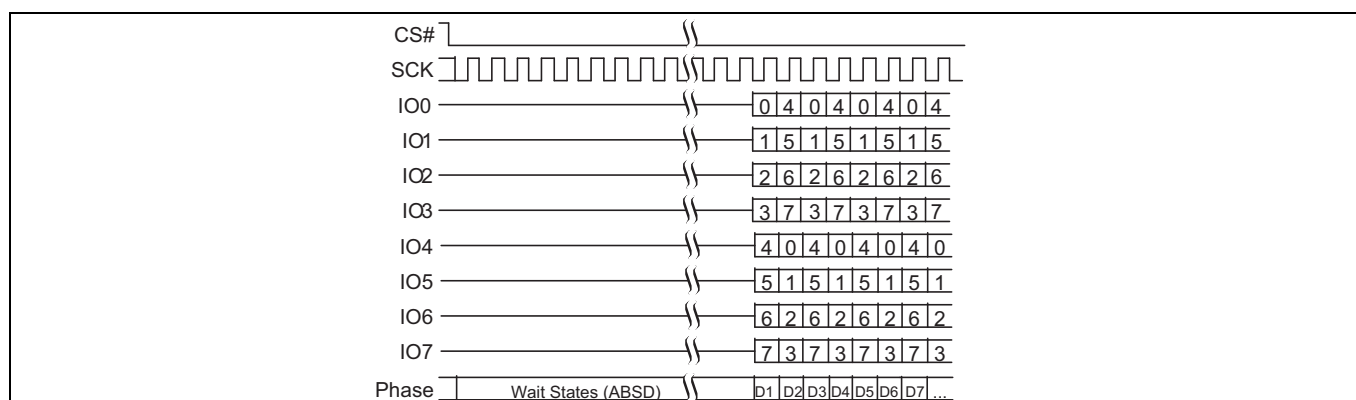 CS#
SCK
IO0 0 4 0 4 0 4 0 4
IO1 1 5 1 5 1 5 1 5
IO2 2 6 2 6 2 6 2 6
IO3 3 7 3 7 3 7 3 7
IO4 4 0 4 0 4 0 4 0
IO5 5 1 5 1 5 1 5 1
IO6 6 2 6 2 6 2 6 2
IO7 7 3 7 3 7 3 7 3
Phase Wait States (ABSD) D1 D2 D3 D4 D5 D6 D7 ...